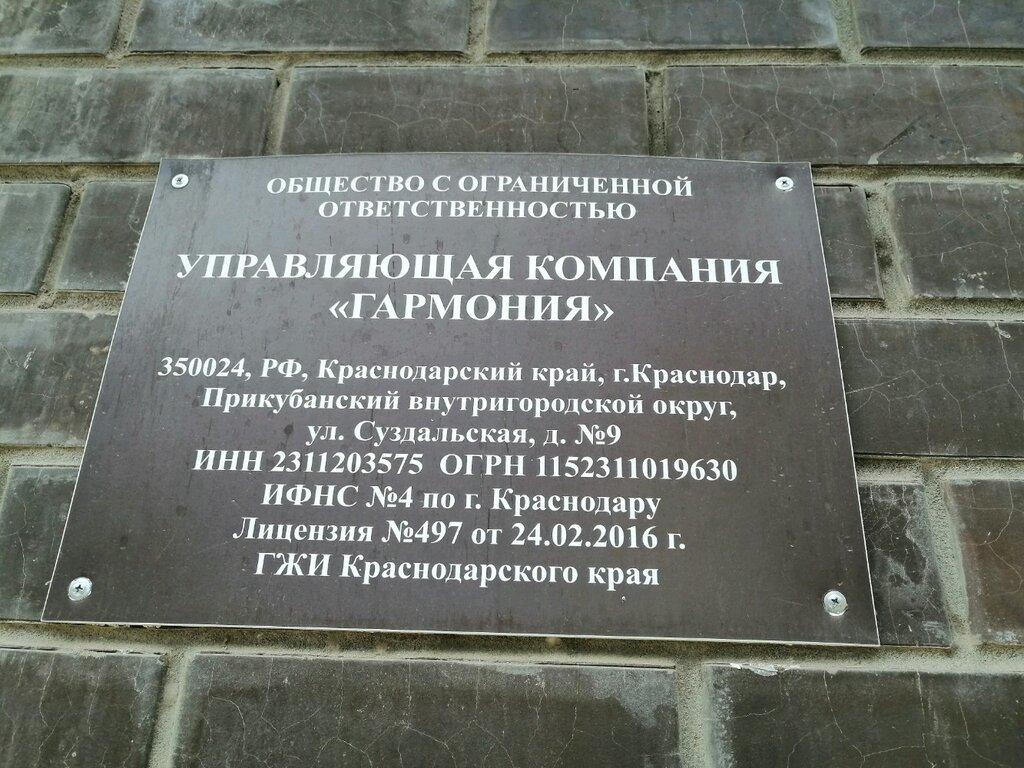 ОБЩЕСТВО С ОГРАНИЧЕННОЙ
ОТВЕТСТВЕННОСТЬЮ
УПРАВЛЯЮЩАЯ КОМПАНИЯ
«ГАРМОНИЯ»
350024, РФ, Краснодарский край, г.Краснодар,
Прикубанский внутригородской округ,
ул. Суздальская, д. №9
ИНН 2311203575 ОГРН 1152311019630
ИФНС №4 по г. Краснодару
Лицензия №497 от 24.02.2016 г.
ГЖИ Краснодарского края